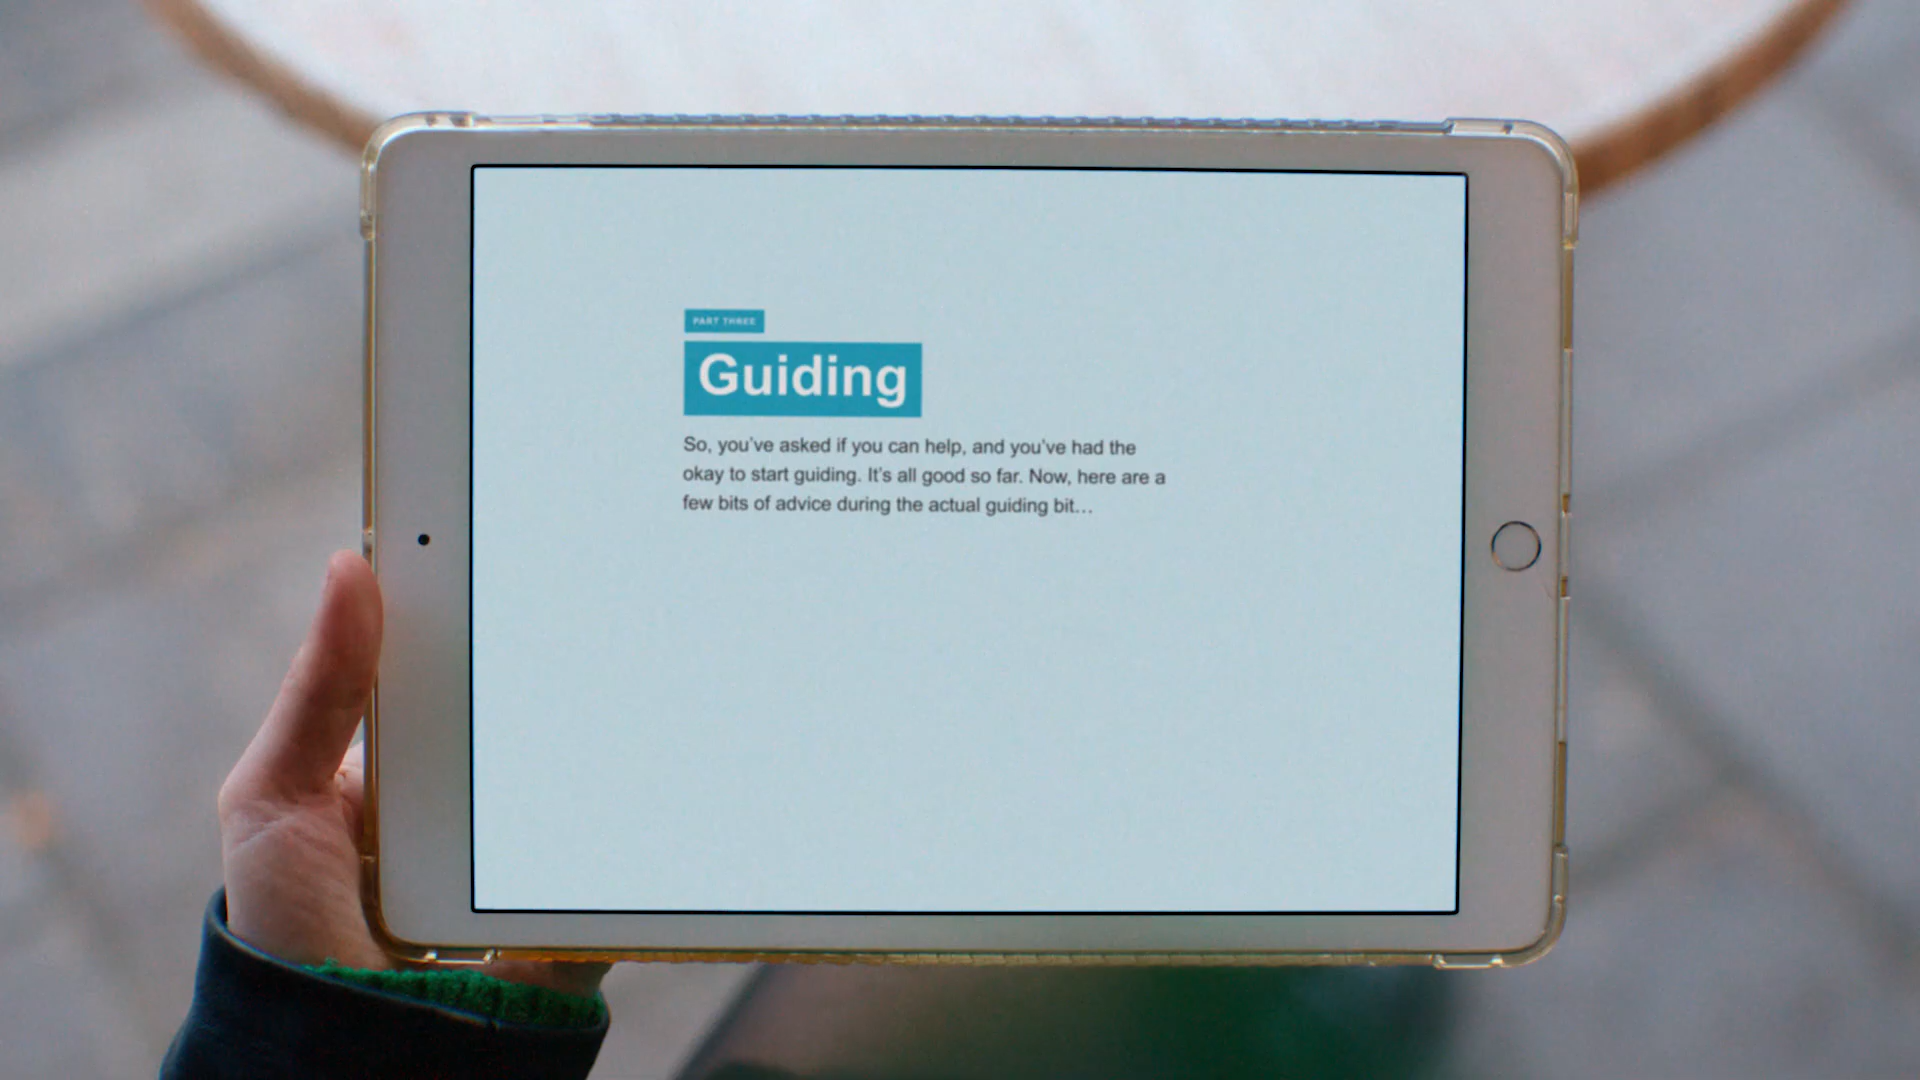 PART THREE
Guiding
So, you've asked if you can help, and you've had the
okay to start guiding. It's all good so far. Now, here are a
few bits of advice during the actual guiding bit…